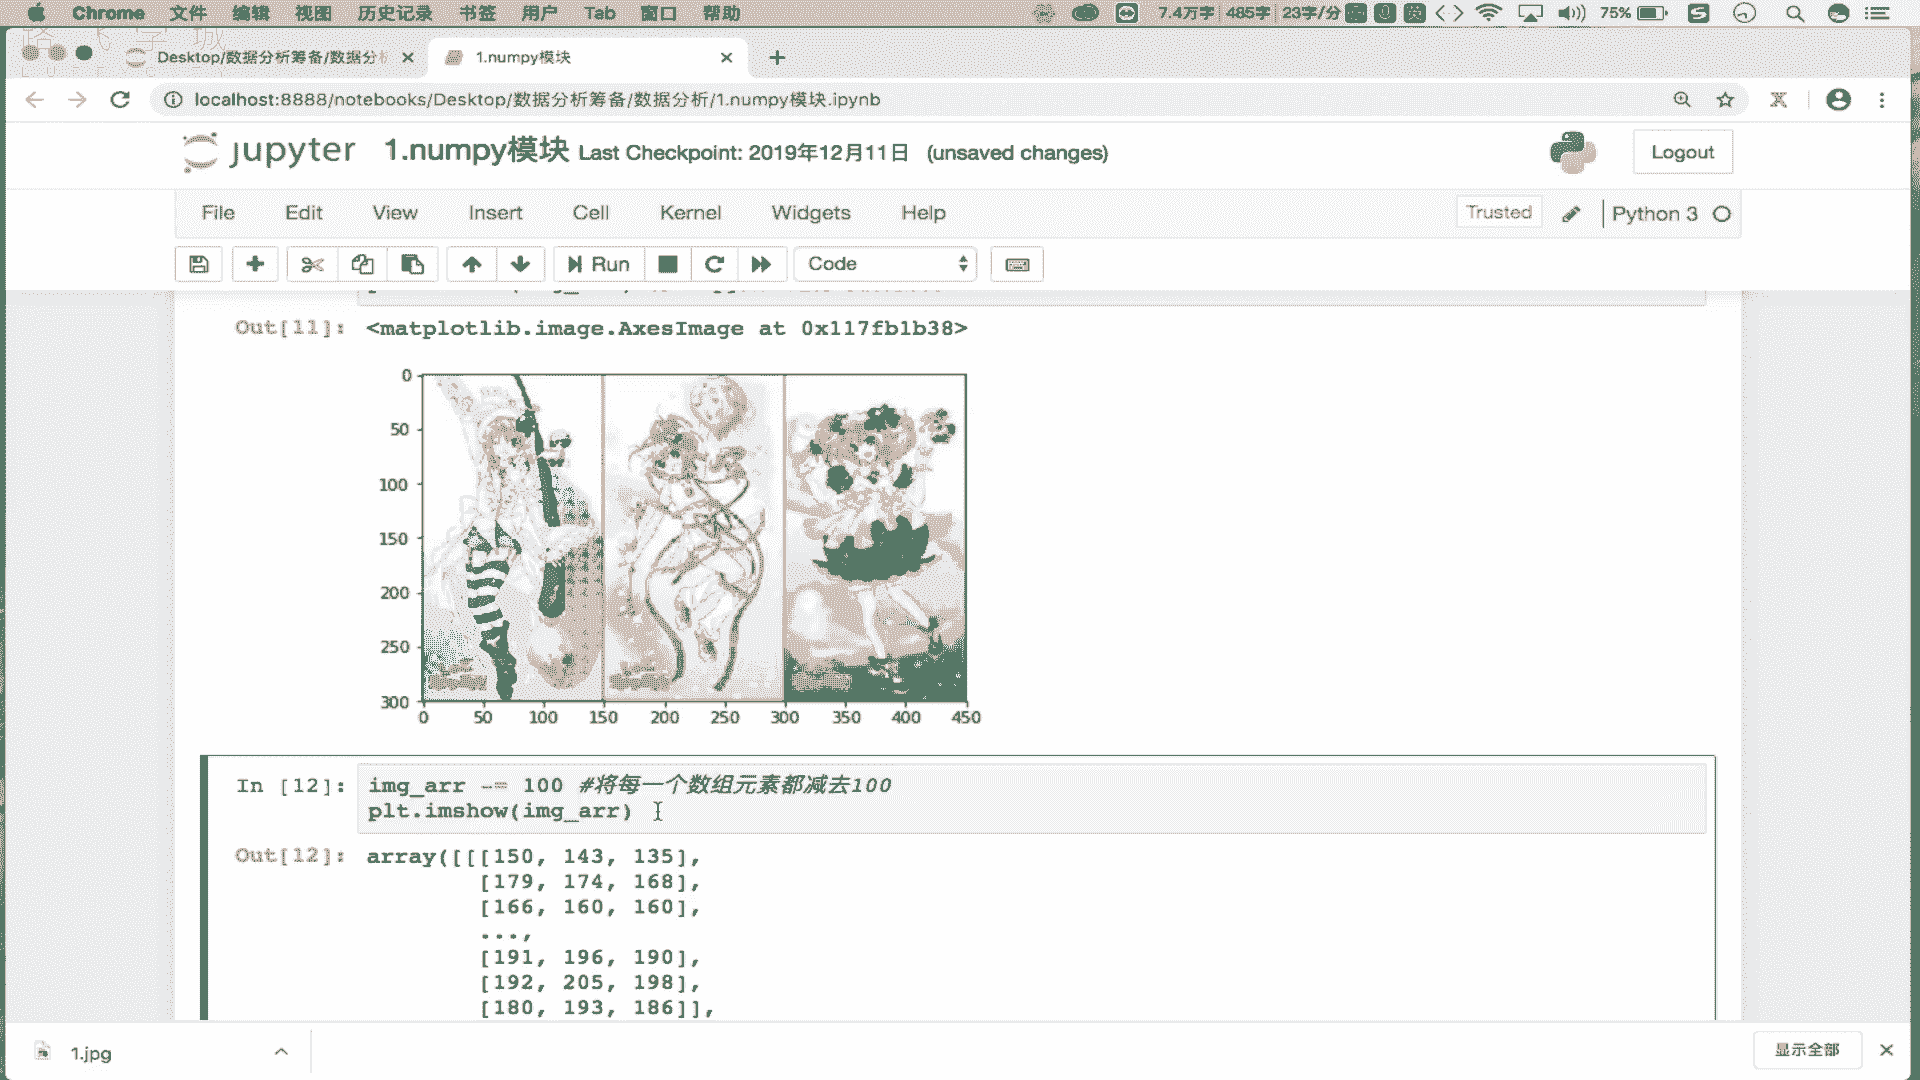 Chrome 文件 编辑 视图 历史记录 书签 用户 Tab 窗口 帮助 7.4万字 485字 23字/分 75%
Desktop/数据分析筹备/数据分析 1.numpy模块
localhost:8888/notebooks/Desktop/数据分析筹备/数据分析/1.numpy模块.ipynb
jupyter 1.numpy模块 Last Checkpoint: 2019年12月11日 (unsaved changes) Logout
File Edit View Insert Cell Kernel Widgets Help Trusted Python 3
Run Code
Out[11]: <matplotlib.image.AxesImage at 0x117fb1b38>
0
50
100
150
200
250
300
0 50 100 150 200 250 300 350 400 450
In [12]: img_arr -= 100 #将每一个数组元素都减去100
plt.imshow(img_arr)
Out[12]: array([[[150, 143, 135],
[179, 174, 168],
[166, 160, 160],
...,
[191, 196, 190],
[192, 205, 198],
[180, 193, 186]],
1.jpg 显示全部